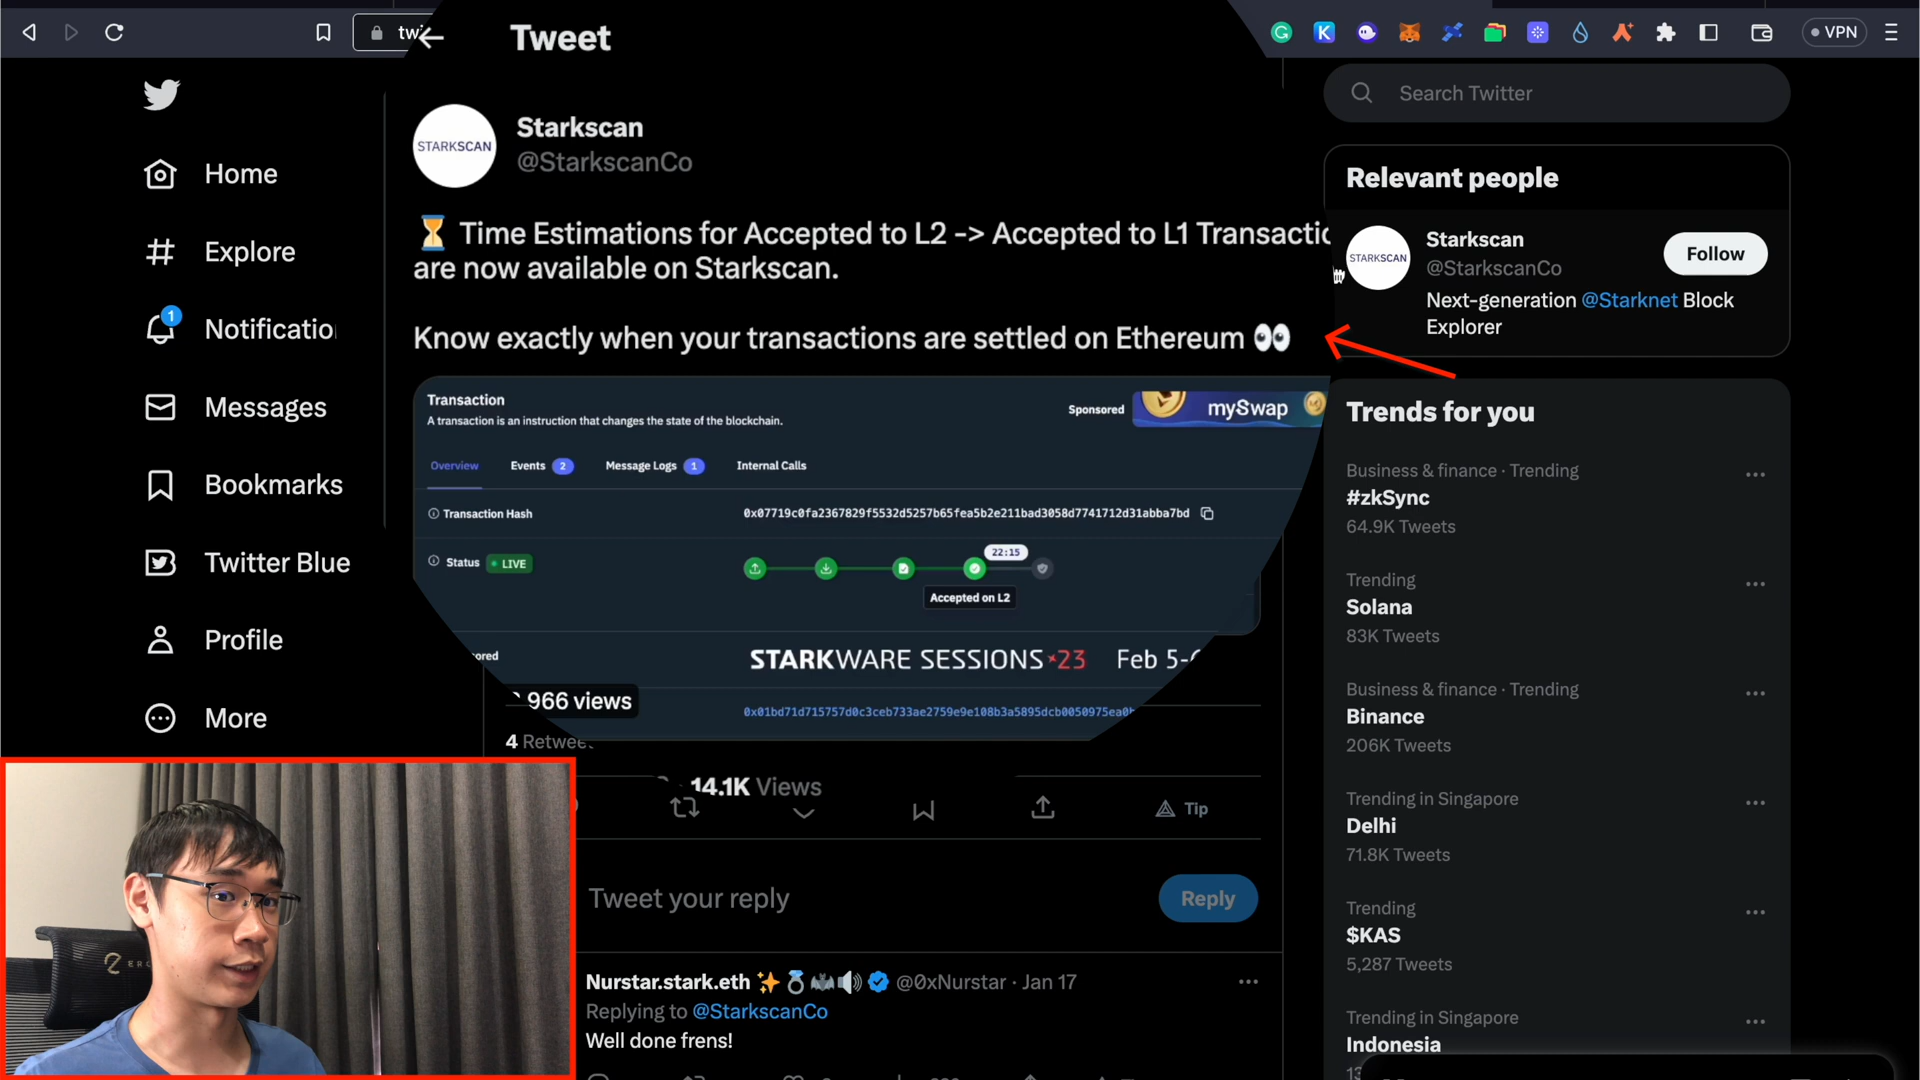 twi
VPN
Tweet
Search Twitter
STARKSCAN
Starkscan
@StarkscanCo
Home
Explore
1
Messages
Bookmarks
Twitter Blue
Profile
More
⏳ Time Estimations for Accepted to L2 -> Accepted to L1
are now available on Starkscan.
Know exactly when your transactions are settled on Ethereum 👀
Transaction
A transaction is an instruction that changes the state of the blockchain.
Sponsored
mySwap
Overview
Events 2
Message Logs 1
Internal Calls
Transaction Hash
0x07719c0fa2367829f5532d5257b65fea5b2e211bad3058d7741712d31abba7bd
Status
LIVE
22:15
Accepted on L2
STARKWARE SESSIONS 23 Feb
966 views
4
14.1K Views
Tip
Tweet your reply
Reply
Nurstar.stark.eth @0xNurstar · Jan 17
Replying to @StarkscanCo
Well done frens!
Relevant people
STARKSCAN
Starkscan
@StarkscanCo
Follow
Next-generation @Starknet Block
Explorer
Trends for you
Business & finance · Trending
#zkSync
64.9K Tweets
Trending
Solana
83K Tweets
Business & finance · Trending
Binance
206K Tweets
Trending in Singapore
Delhi
71.8K Tweets
Trending
$KAS
5,287 Tweets
Trending in Singapore
Indonesia